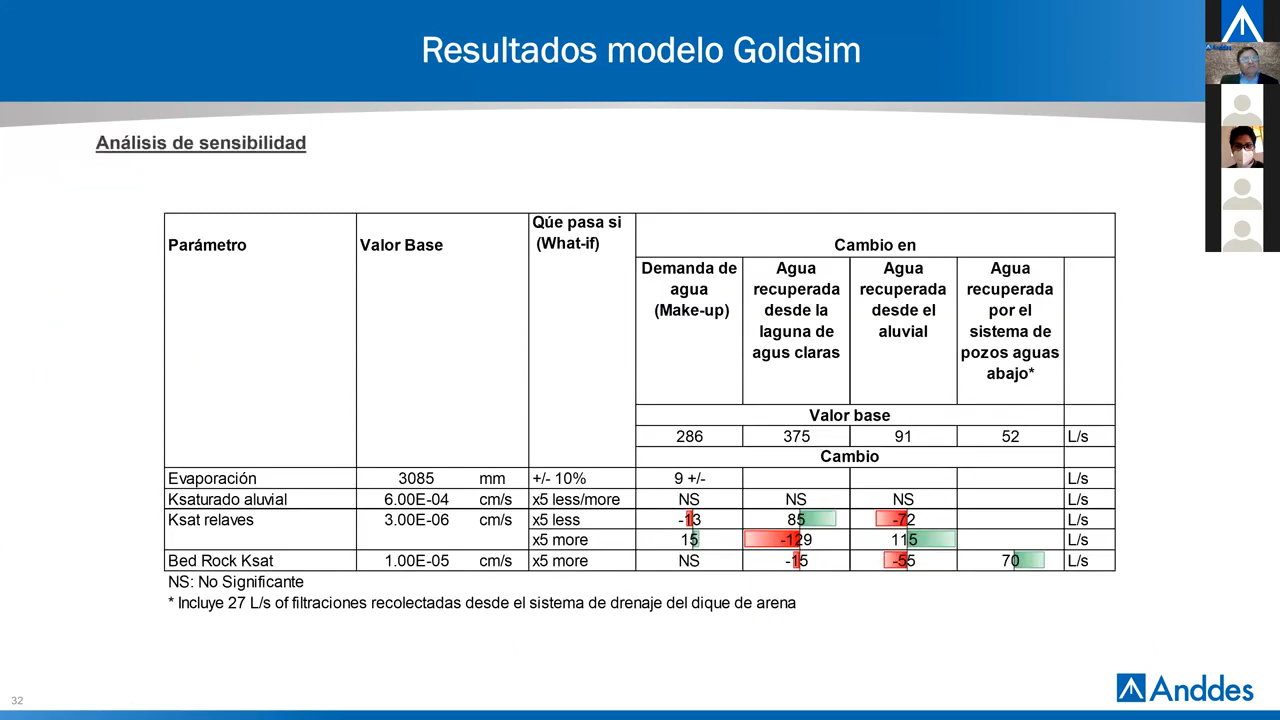 Resultados modelo Goldsim
Anddes
Análisis de sensibilidad
Qúe pasa si
Parámetro Valor Base (What-if) Cambio en
Demanda de Agua Agua Agua
agua recuperada recuperada recuperada
(Make-up) desde la desde el por el
laguna de aluvial sistema de
agus claras pozos aguas
abajo*
Valor base
286 375 91 52 L/s
Cambio
Evaporación 3085 mm +/- 10% 9 +/- L/s
Ksaturado aluvial 6.00E-04 cm/s x5 less/more NS NS NS L/s
Ksat relaves 3.00E-06 cm/s x5 less -13 85 -72 L/s
x5 more 15 -129 115 L/s
Bed Rock Ksat 1.00E-05 cm/s x5 more NS -15 -55 70 L/s
NS: No Significante
* Incluye 27 L/s of filtraciones recolectadas desde el sistema de drenaje del dique de arena
Anddes
32